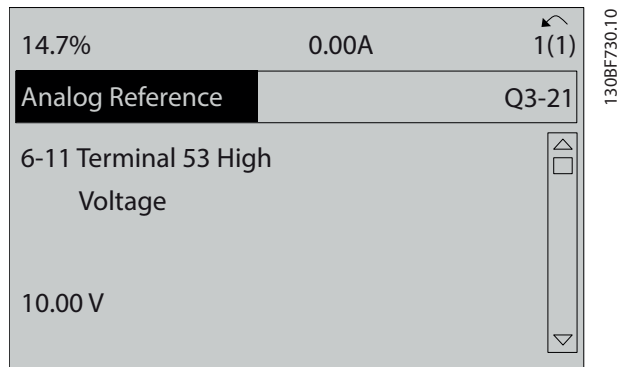 14.7% 0.00A 1(1)
Analog Reference Q3-21
6-11 Terminal 53 High
Voltage
10.00 V
130BF730.10